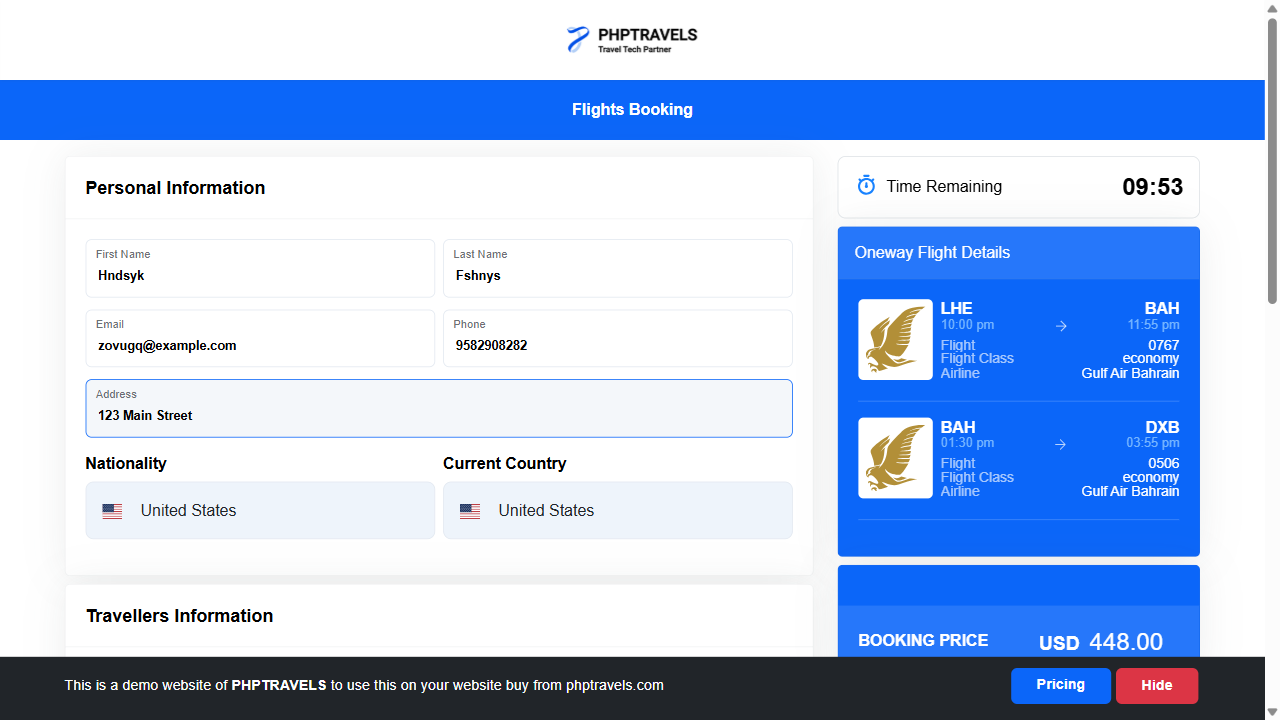 PHPTRAVELS
Travel Tech Partner
Flights Booking
Personal Information
First Name
Hndsyk
Last Name
Fshnys
Email
zovugq@example.com
Phone
9582908282
Address
123 Main Street
Nationality
United States
Current Country
United States
Travellers Information
Time Remaining 09:53
Oneway Flight Details
LHE BAH
10:00 pm 11:55 pm
Flight 0767
Flight Class economy
Airline Gulf Air Bahrain
BAH DXB
01:30 pm 03:55 pm
Flight 0506
Flight Class economy
Airline Gulf Air Bahrain
BOOKING PRICE USD 448.00
This is a demo website of PHPTRAVELS to use this on your website buy from phptravels.com
Pricing
Hide